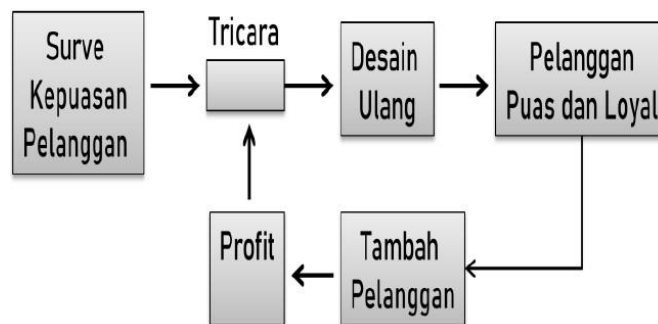 Surve
Kepuasan
Pelanggan
Tricara
Desain
Ulang
Pelanggan
Puas dan Loyal
Profit
Tambah
Pelanggan